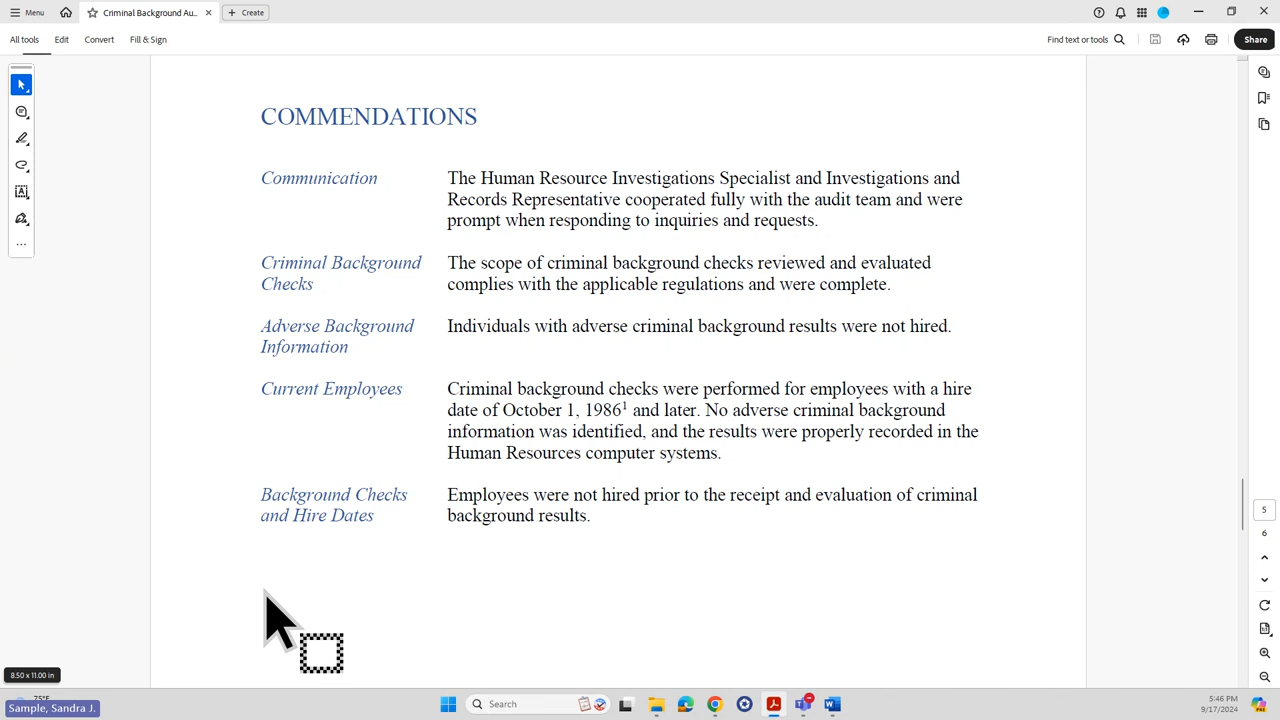 Menu
Criminal Background Au...
Create
All tools
Edit
Convert
Fill & Sign
Find text or tools
Share
COMMENDATIONS
Communication
The Human Resource Investigations Specialist and Investigations and
Records Representative cooperated fully with the audit team and were
prompt when responding to inquiries and requests.
Criminal Background
Checks
The scope of criminal background checks reviewed and evaluated
complies with the applicable regulations and were complete.
Adverse Background
Information
Individuals with adverse criminal background results were not hired.
Current Employees
Criminal background checks were performed for employees with a hire
date of October 1, 1986¹ and later. No adverse criminal background
information was identified, and the results were properly recorded in the
Human Resources computer systems.
Background Checks
and Hire Dates
Employees were not hired prior to the receipt and evaluation of criminal
background results.
5
6
8.50 x 11.00 in
75°F
Sample, Sandra J.
Search
5:46 PM
9/17/2024